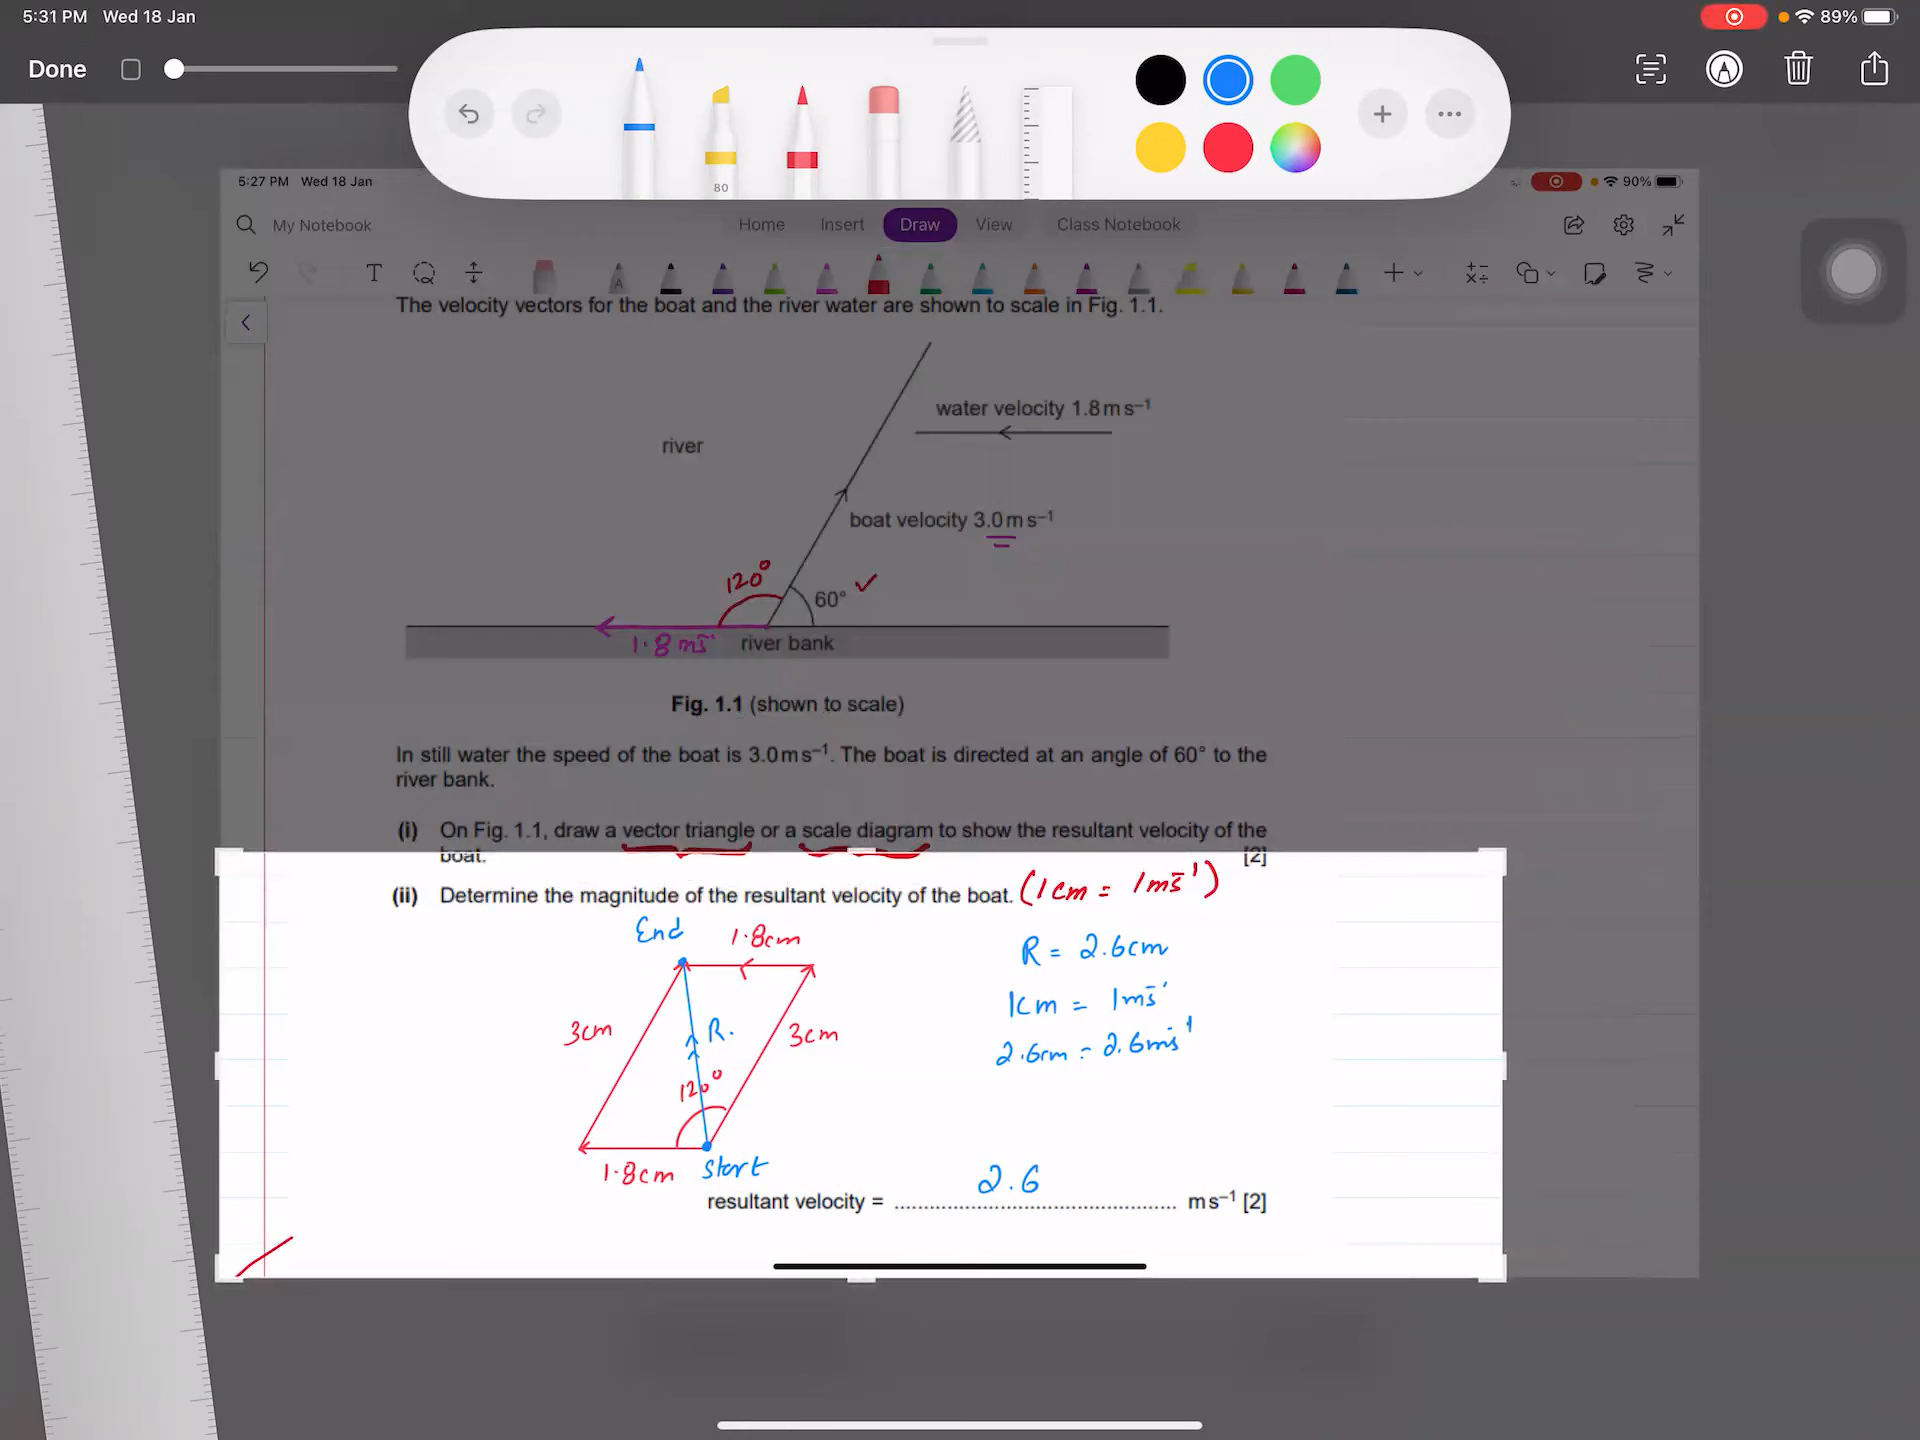 5:31 PM Wed 18 Jan
89%
Done
80
5:27 PM Wed 18 Jan
90%
My Notebook
Home Insert Draw View Class Notebook
T
A
The velocity vectors for the boat and the river water are shown to scale in Fig. 1.1.
water velocity 1.8 m s⁻¹
river
boat velocity 3.0 m s⁻¹
120°
60° ✓
1.8 ms⁻¹
river bank
Fig. 1.1 (shown to scale)
In still water the speed of the boat is 3.0 m s⁻¹. The boat is directed at an angle of 60° to the
river bank.
(i) On Fig. 1.1, draw a vector triangle or a scale diagram to show the resultant velocity of the
boat. [2]
(ii) Determine the magnitude of the resultant velocity of the boat. (1cm = 1ms⁻¹)
End
1.8cm
R = 2.6cm
1cm = 1ms⁻¹
3cm
R.
3cm
2.6cm = 2.6ms⁻¹
120°
1.8cm
Start
2.6
resultant velocity = ................................................ m s⁻¹ [2]